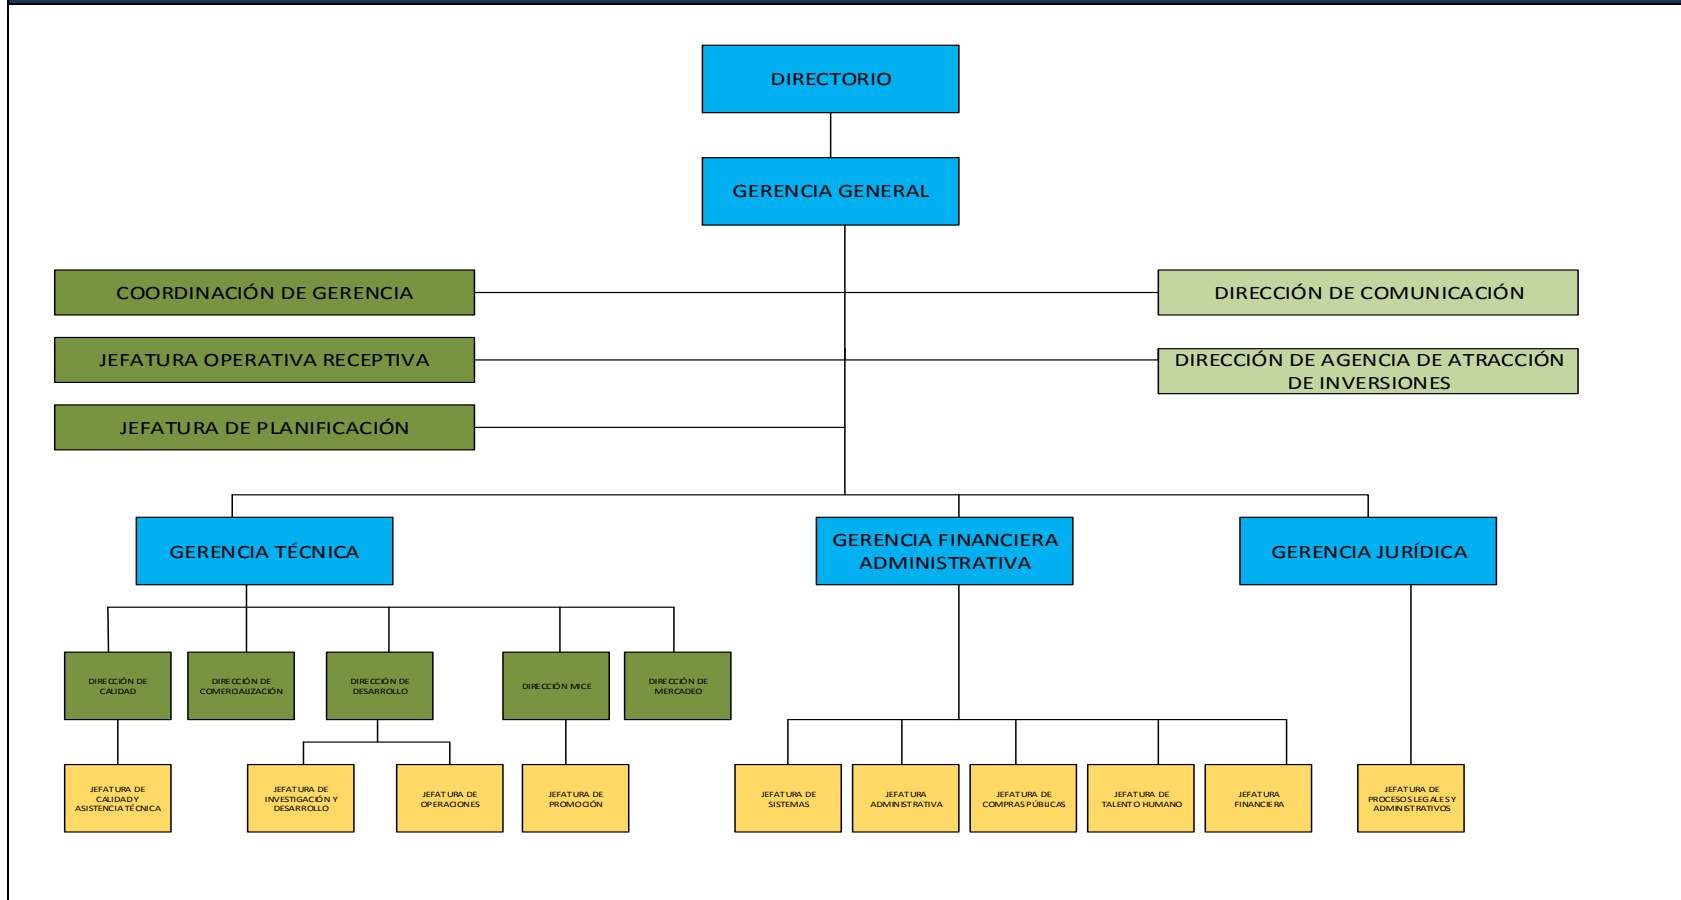 DIRECTORIO
GERENCIA GENERAL
COORDINACIÓN DE GERENCIA
DIRECCIÓN DE COMUNICACIÓN
JEFATURA OPERATIVA RECEPTIVA
DIRECCIÓN DE AGENCIA DE ATRACCIÓN
DE INVERSIONES
JEFATURA DE PLANIFICACIÓN
GERENCIA TÉCNICA
GERENCIA FINANCIERA
ADMINISTRATIVA
GERENCIA JURÍDICA
DIRECCIÓN DE
CALIDAD
DIRECCIÓN DE
COMERCIALIZACIÓN
DIRECCIÓN DE
DESARROLLO
DIRECCIÓN MICE
DIRECCIÓN DE
MERCADEO
JEFATURA DE
CALIDAD Y
ASISTENCIA TÉCNICA
JEFATURA DE
INVESTIGACIÓN Y
DESARROLLO
JEFATURA DE
OPERACIONES
JEFATURA DE
PROMOCIÓN
JEFATURA DE
SISTEMAS
JEFATURA
ADMINISTRATIVA
JEFATURA DE
COMPRAS PÚBLICAS
JEFATURA DE
TALENTO HUMANO
JEFATURA
FINANCIERA
JEFATURA DE
PROCESOS LEGALES Y
ADMINISTRATIVOS